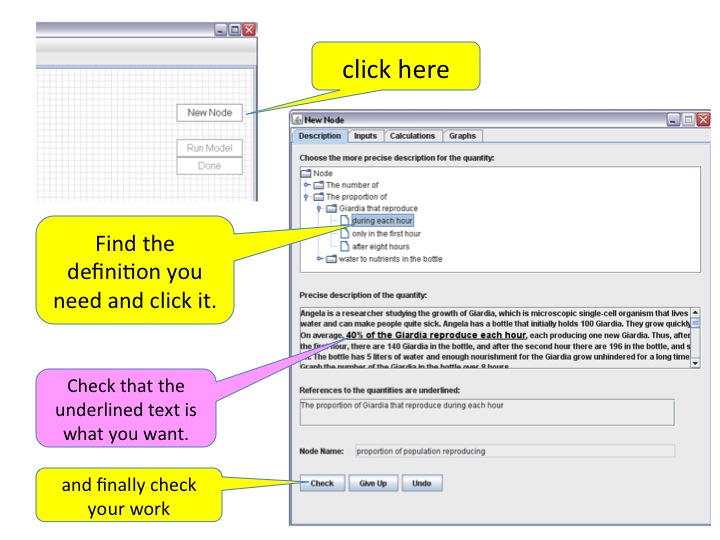 click here
New Node
Run Model
Done
New Node
Description Inputs Calculations Graphs
Choose the more precise description for the quantity:
Node
The number of
The proportion of
Giardia that reproduce
during each hour
only in the first hour
after eight hours
water to nutrients in the bottle
Find the
definition you
need and click it.
Precise description of the quantity:
Angela is a researcher studying the growth of Giardia, which is microscopic single-cell organism that lives
water and can make people quite sick. Angela has a bottle that initially holds 100 Giardia. They grow quickly
On average, 40% of the Giardia reproduce each hour, each producing one new Giardia. Thus, after
the first hour, there are 140 Giardia in the bottle, and after the second hour there are 196 in the bottle, and s
The bottle has 5 liters of water and enough nourishment for the Giardia grow unhindered for a long time
Graph the number of the Giardia in the bottle over 8 hours
Check that the
underlined text is
what you want.
References to the quantities are underlined:
The proportion of Giardia that reproduce during each hour
Node Name: proportion of population reproducing
and finally check
your work
Check Give Up Undo